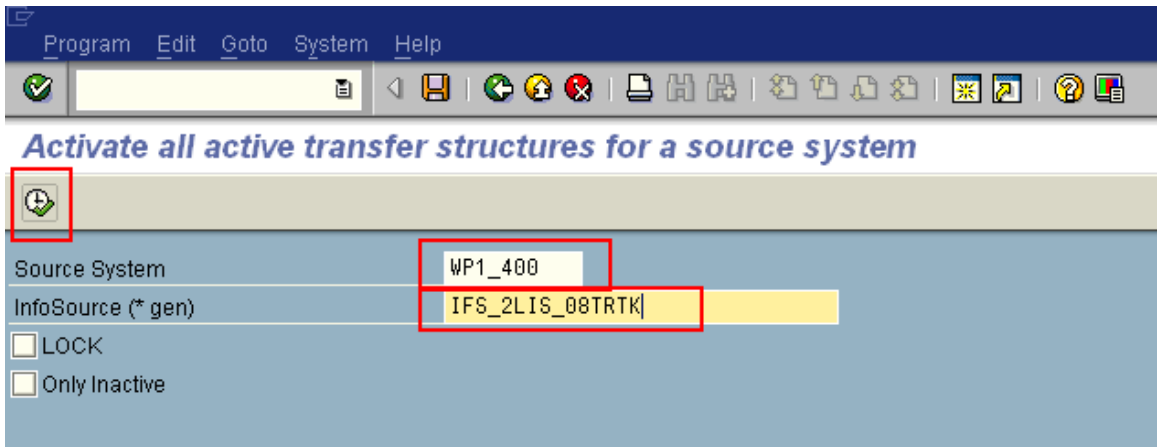 Program Edit Goto System Help
Activate all active transfer structures for a source system
Source System WP1_400
InfoSource (* gen) IFS_2LIS_08TRTK
LOCK
Only Inactive